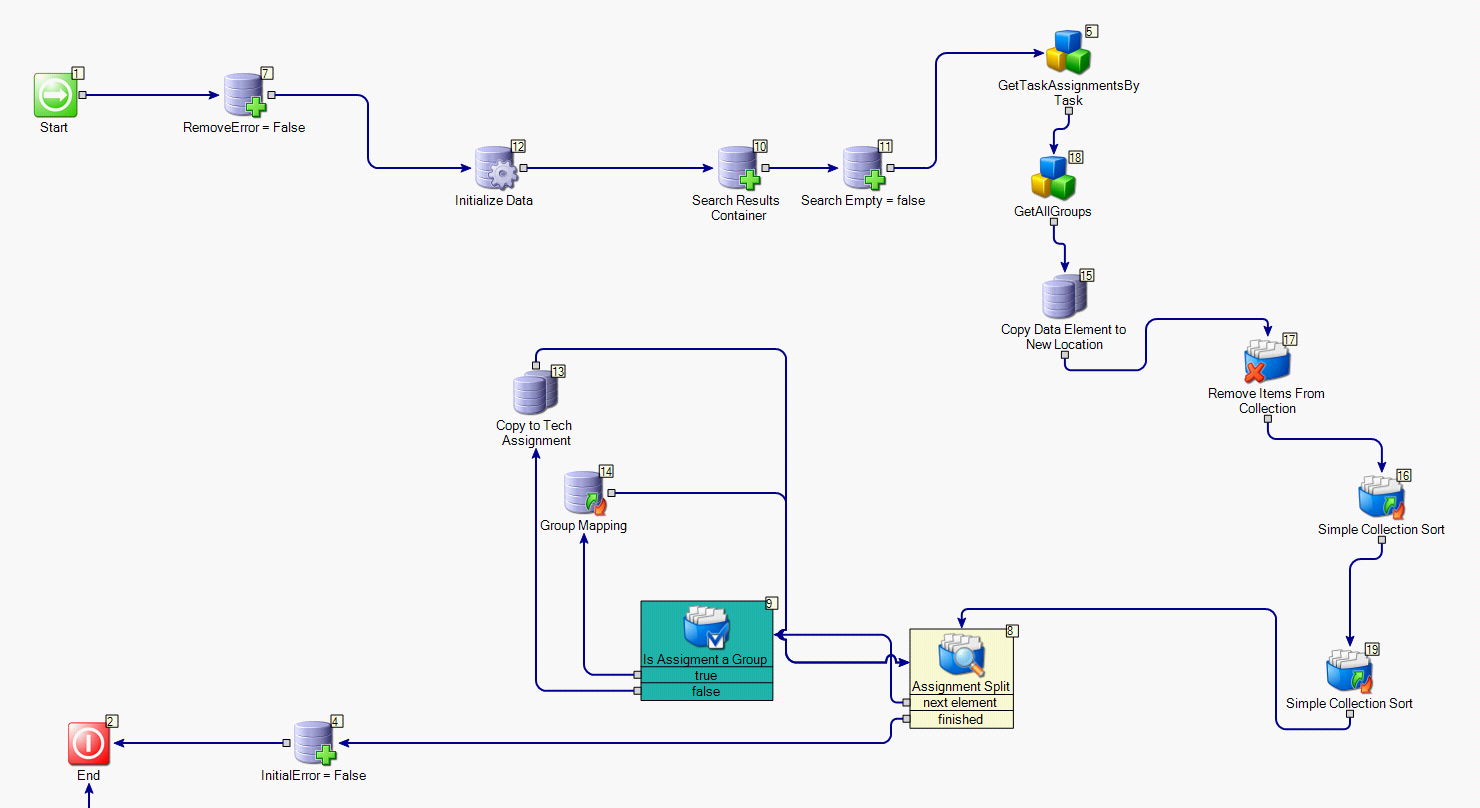 1
Start
7
RemoveError = False
12
Initialize Data
10
Search Results
Container
11
Search Empty = false
5
GetTaskAssignmentsBy
Task
18
GetAllGroups
15
Copy Data Element to
New Location
17
Remove Items From
Collection
16
Simple Collection Sort
19
Simple Collection Sort
8
Assignment Split
next element
finished
9
Is Assigment a Group
true
false
14
Group Mapping
13
Copy to Tech
Assignment
4
InitialError = False
2
End